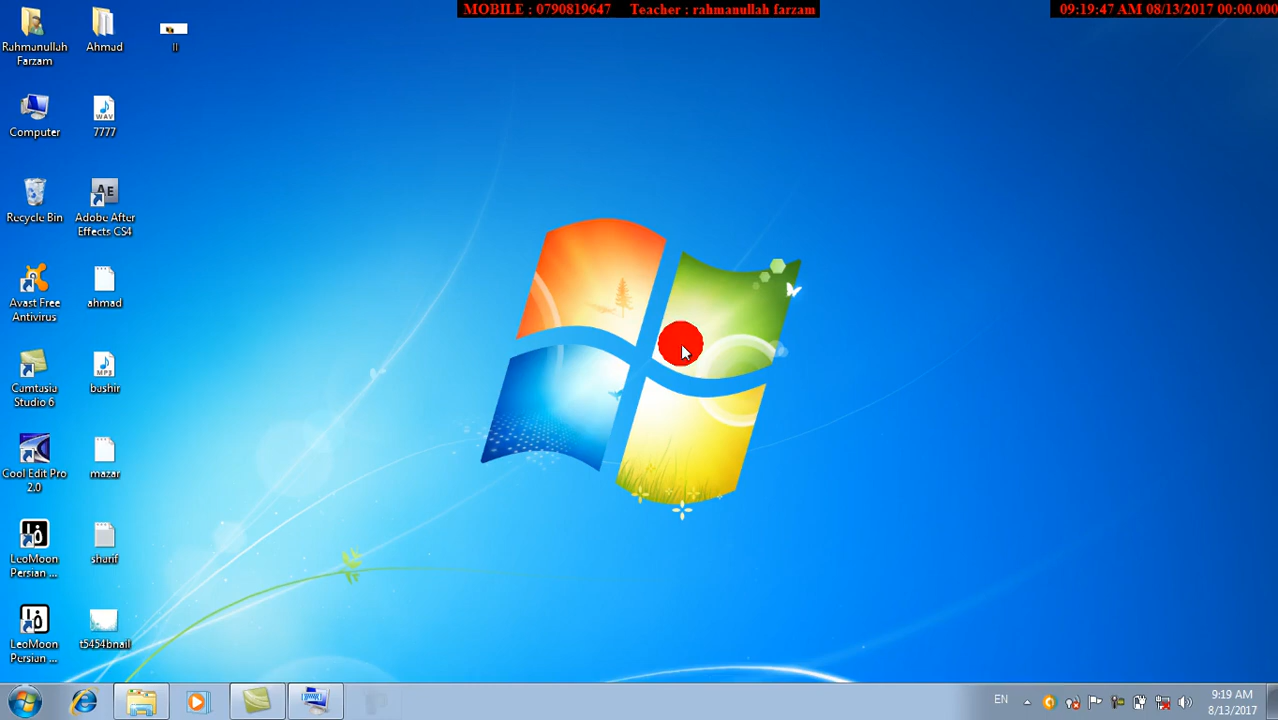 MOBILE : 0790819647 Teacher : rahmanullah farzam
09:19:47 AM 08/13/2017 00:00.000
Rahmanullah Farzam
Ahmad
II
Computer
7777
Recycle Bin
Adobe After Effects CS4
Avast Free Antivirus
ahmad
Camtasia Studio 6
bashir
Cool Edit Pro 2.0
mazar
LeoMoon Persian ...
sharif
LeoMoon Persian ...
t5454bnail
EN
9:19 AM
8/13/2017